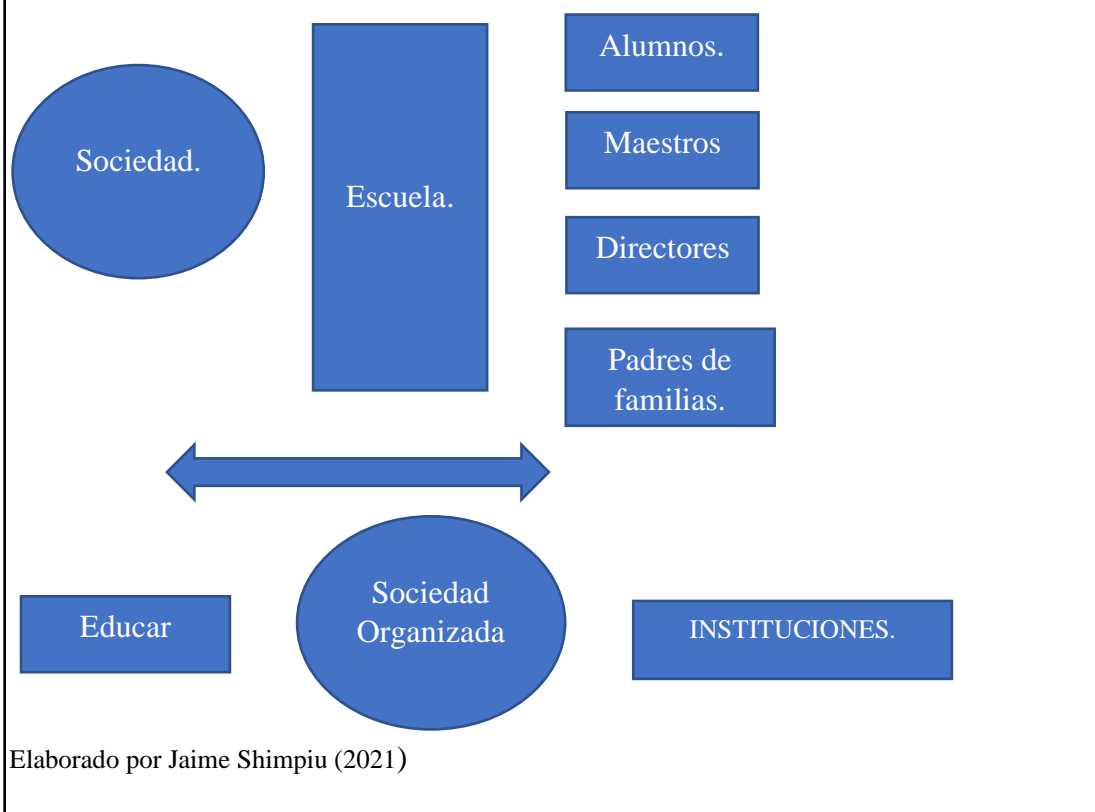 Sociedad.
Escuela.
Alumnos.
Maestros
Directores
Padres de
familias.
Educar
Sociedad
Organizada
INSTITUCIONES.
Elaborado por Jaime Shimpiu (2021)